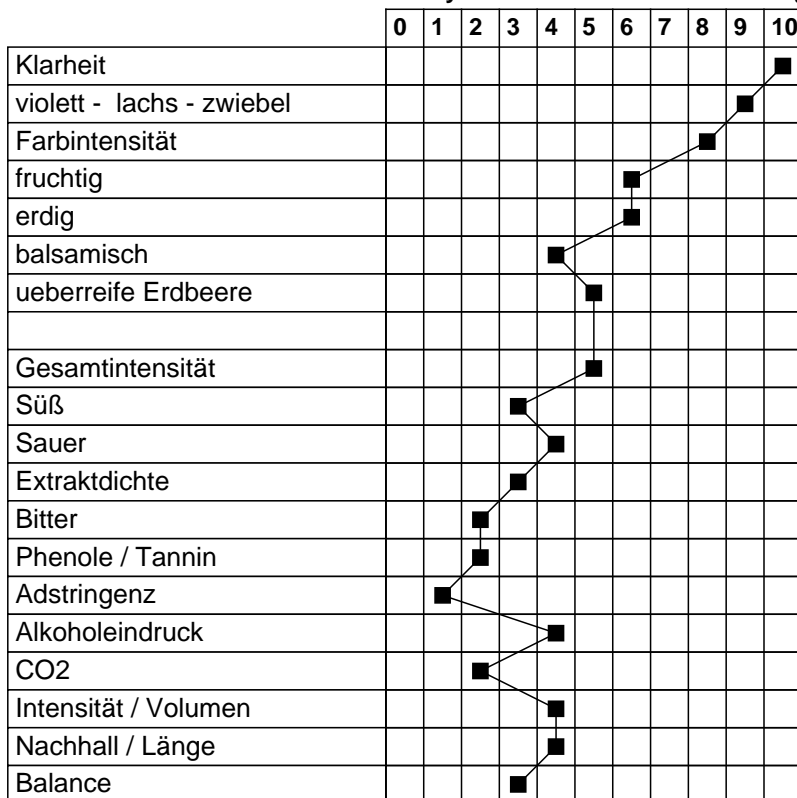 0 1 2 3 4 5 6 7 8 9 10
Klarheit
violett - lachs - zwiebel
Farbintensität
fruchtig
erdig
balsamisch
ueberreife Erdbeere
Gesamtintensität
Süß
Sauer
Extraktdichte
Bitter
Phenole / Tannin
Adstringenz
Alkoholeindruck
CO2
Intensität / Volumen
Nachhall / Länge
Balance